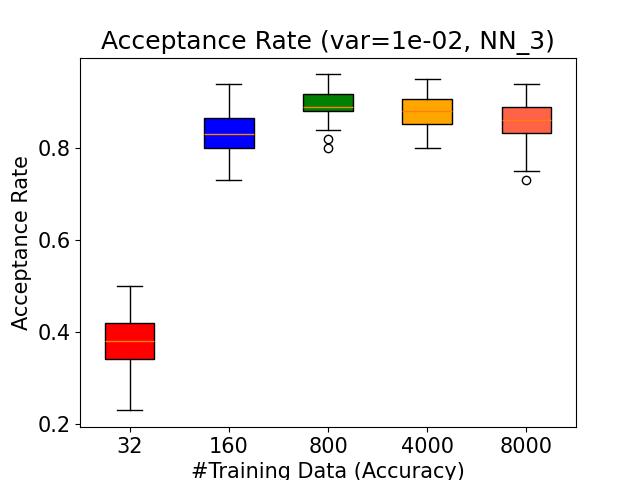 Acceptance Rate (var=1e-02, NN_3)
Acceptance Rate
0.8
0.6
0.4
0.2
32 160 800 4000 8000
#Training Data (Accuracy)